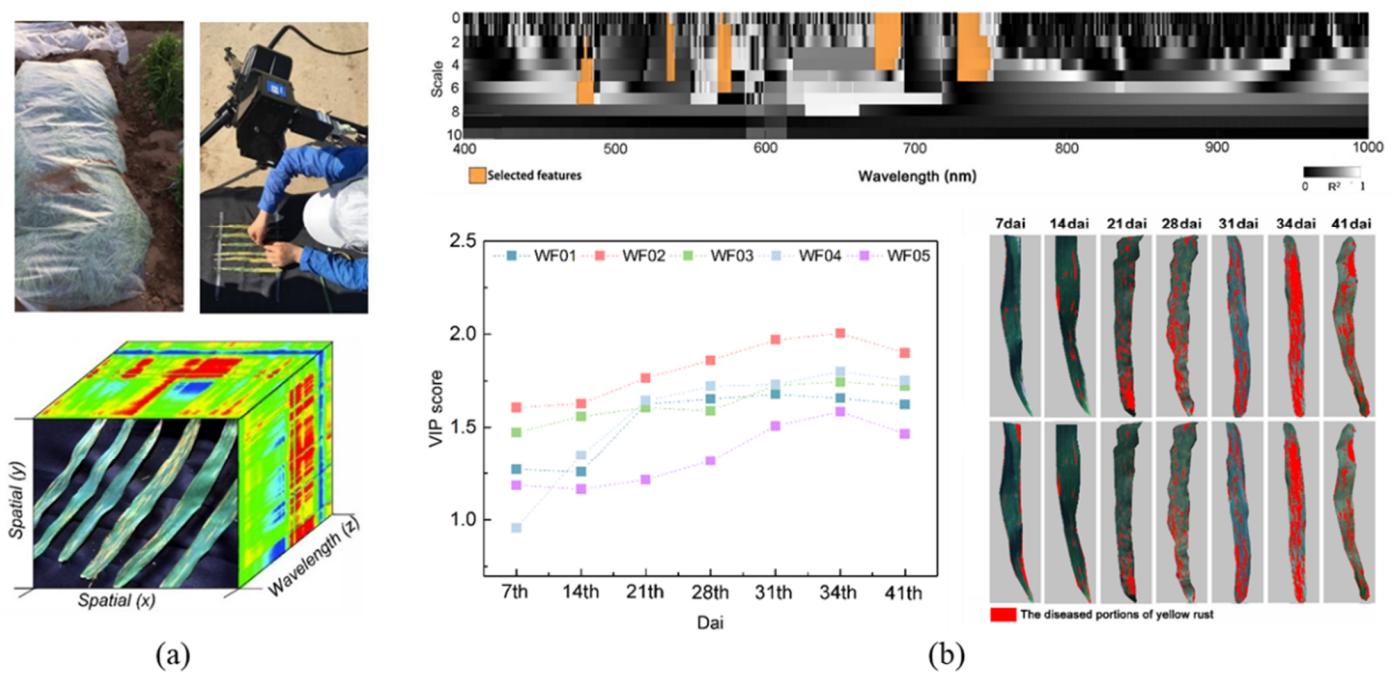 0
2
4
6
8
10
Scale
400 500 600 700 800 900 1000
Selected features
Wavelength (nm)
0 R² 1
Spatial (y)
Spatial (x)
Wavelength (z)
2.5
2.0
1.5
1.0
VIP score
WF01 WF02 WF03 WF04 WF05
7th 14th 21th 28th 31th 34th 41th
Dai
7dai 14dai 21dai 28dai 31dai 34dai 41dai
The diseased portions of yellow rust
(a)
(b)